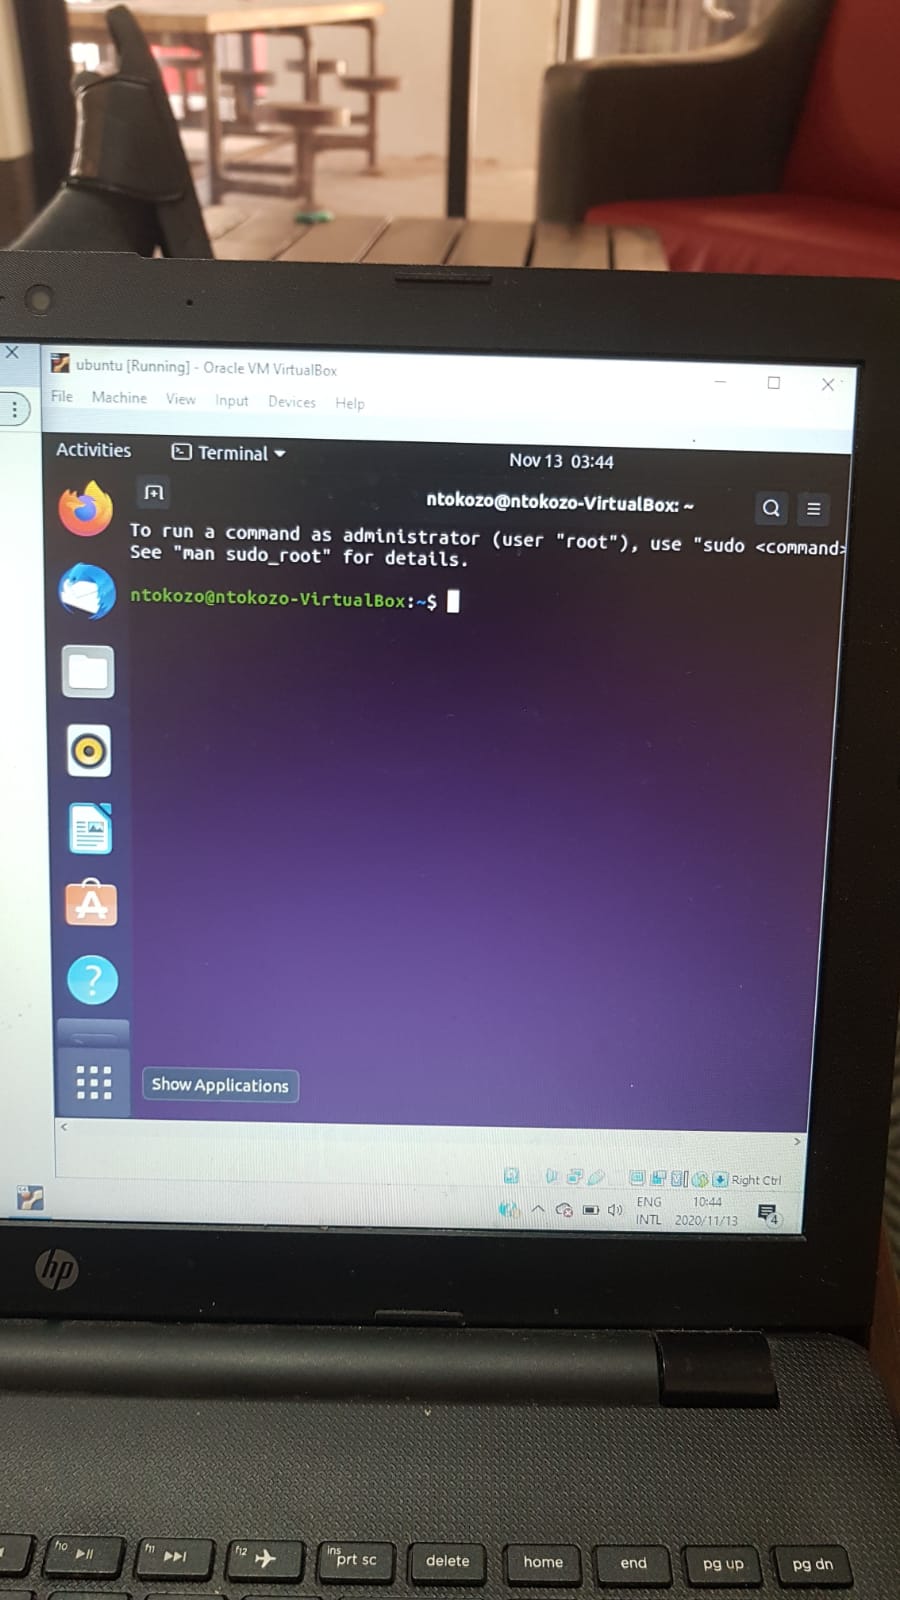 ubuntu [Running] - Oracle VM VirtualBox
File Machine View Input Devices Help
Activities Terminal Nov 13 03:44
ntokozo@ntokozo-VirtualBox: ~
To run a command as administrator (user "root"), use "sudo <command>
See "man sudo_root" for details.
ntokozo@ntokozo-VirtualBox:~$
?
Show Applications
Right Ctrl
ENG 10:44
INTL 2020/11/13
4
hp
f10 f11 f12 ins prt sc delete home end pg up pg dn